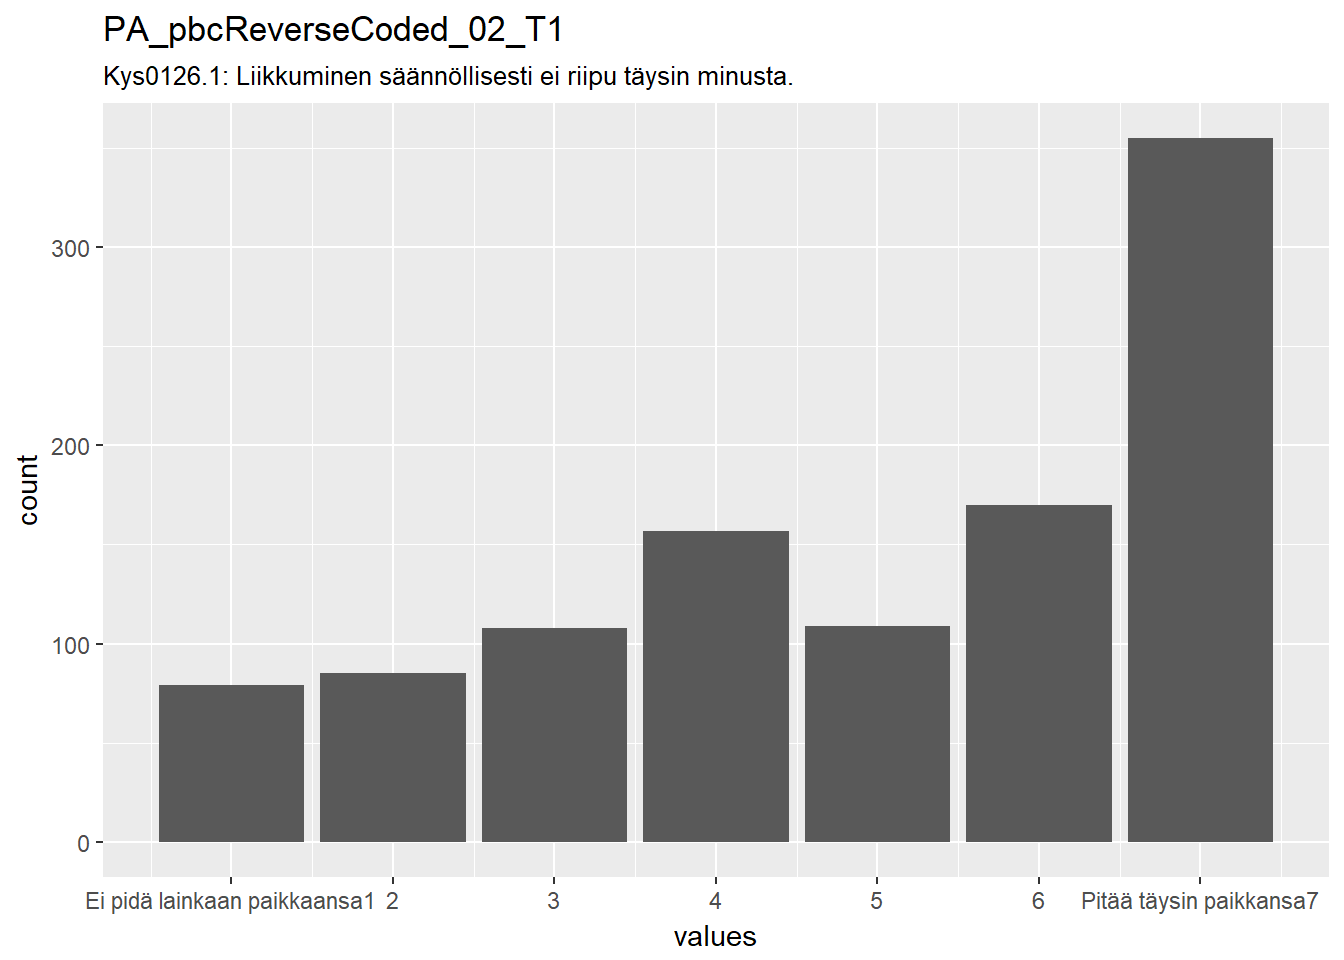 PA_pbcReverseCoded_02_T1
Kys0126.1: Liikkuminen säännöllisesti ei riipu täysin minusta.
300
200
100
0
count
Ei pidä lainkaan paikkaansa1 2 3 4 5 6 Pitää täysin paikkansa7
values